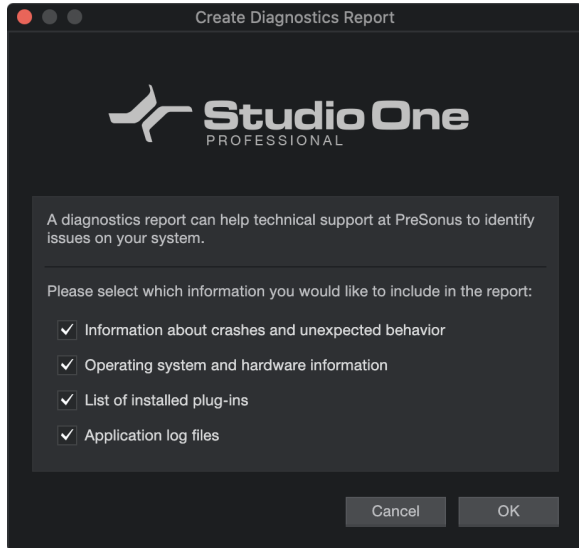 Create Diagnostics Report
Studio One
PROFESSIONAL
A diagnostics report can help technical support at PreSonus to identify
issues on your system.
Please select which information you would like to include in the report:
Information about crashes and unexpected behavior
Operating system and hardware information
List of installed plug-ins
Application log files
Cancel OK